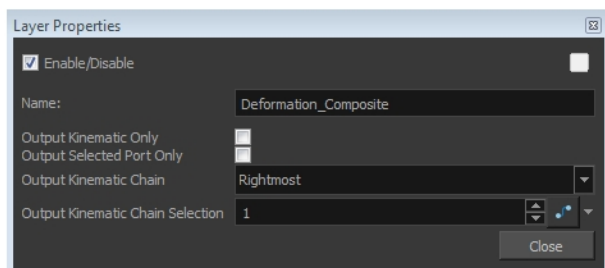 Layer Properties
Enable/Disable
Name: Deformation_Composite
Output Kinematic Only
Output Selected Port Only
Output Kinematic Chain Rightmost
Output Kinematic Chain Selection 1
Close